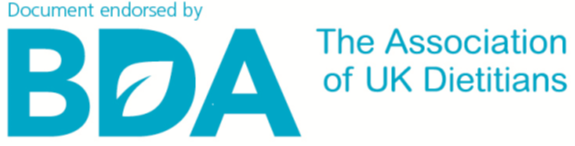 Document endorsed by
BDA
The Association
of UK Dietitians